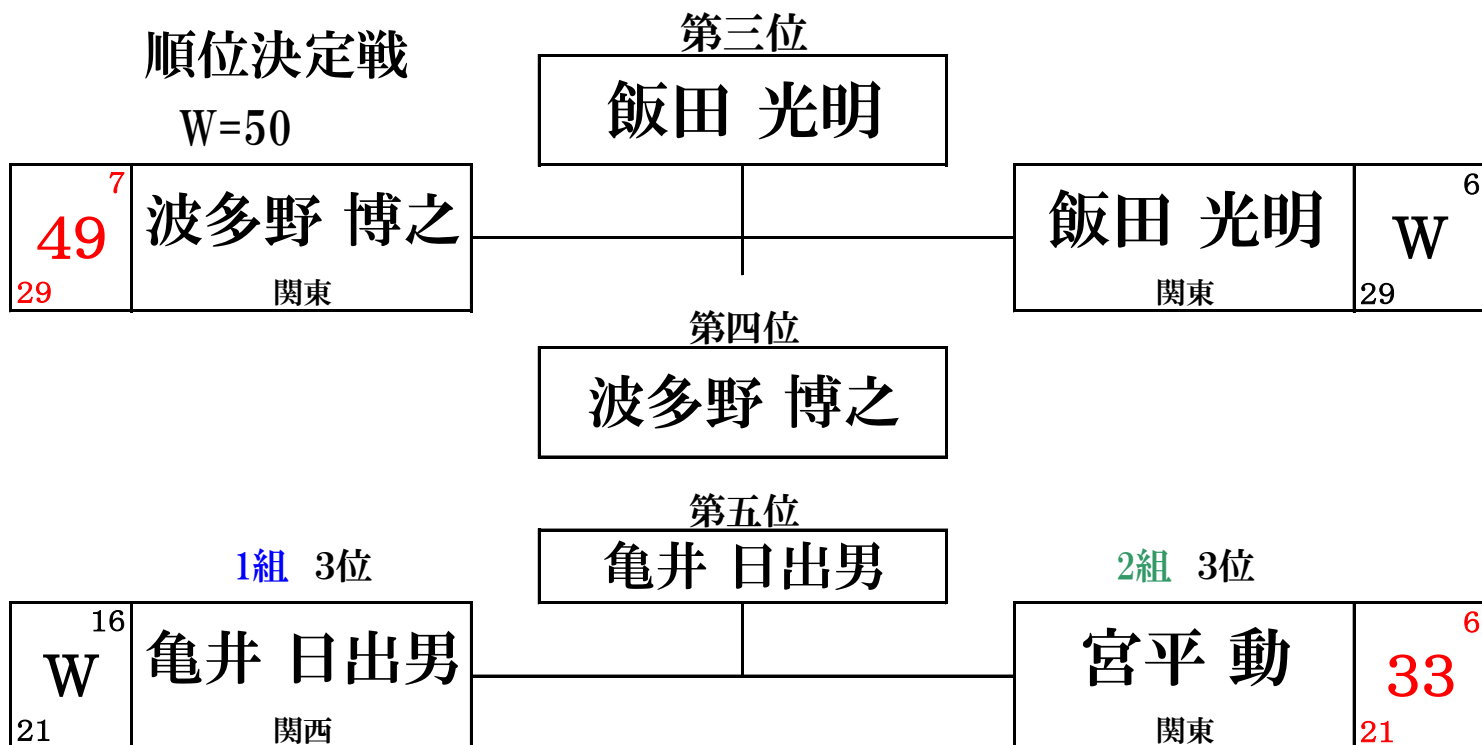 第三位
順位決定戦
飯田 光明
W=50
7
49
29
波多野 博之
関東
飯田 光明
関東
6
W
29
第四位
波多野 博之
第五位
亀井 日出男
1組 3位
2組 3位
16
W
21
亀井 日出男
関西
宮平 動
関東
6
33
21